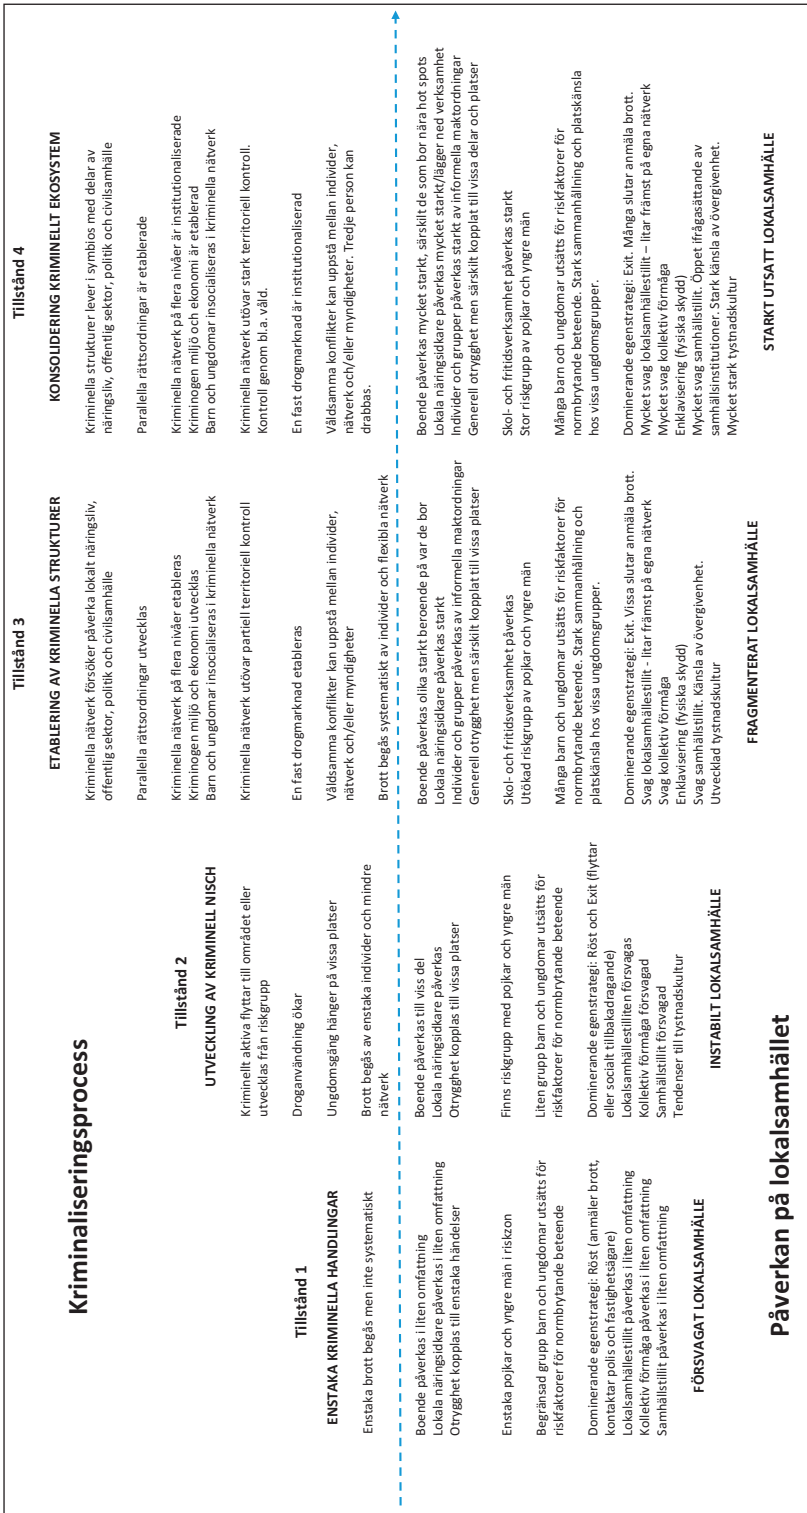 Kriminaliseringsprocess
Tillstånd 1
ENSTAKA KRIMINELLA HANDLINGAR
Enstaka brott begås men inte systematiskt
Tillstånd 2
UTVECKLING AV KRIMINELL NISCH
Kriminellt aktiva flyttar till området eller
utvecklas från riskgrupp
Droganvändning ökar
Ungdomsgäng hänger på vissa platser
Brott begås av enstaka individer och mindre
nätverk
Tillstånd 3
ETABLERING AV KRIMINELLA STRUKTURER
Kriminella nätverk försöker påverka lokalt näringsliv,
offentlig sektor, politik och civilsamhälle
Parallella rättsordningar utvecklas
Kriminella nätverk på flera nivåer etableras
Kriminogen miljö och ekonomi utvecklas
Barn och ungdomar insocialiseras i kriminella nätverk
Kriminella nätverk utövar partiell territoriell kontroll
En fast drogmarknad etableras
Våldsamma konflikter kan uppstå mellan individer,
nätverk och/eller myndigheter
Brott begås systematiskt av individer och flexibla nätverk
Tillstånd 4
KONSOLIDERING KRIMINELLT EKOSYSTEM
Kriminella strukturer lever i symbios med delar av
näringsliv, offentlig sektor, politik och civilsamhälle
Parallella rättsordningar är etablerade
Kriminella nätverk på flera nivåer är institutionaliserade
Kriminogen miljö och ekonomi är etablerad
Barn och ungdomar insocialiseras i kriminella nätverk
Kriminella nätverk utövar stark territoriell kontroll.
Kontroll genom bl.a. våld.
En fast drogmarknad är institutionaliserad
Våldsamma konflikter kan uppstå mellan individer,
nätverk och/eller myndigheter. Tredje person kan
drabbas.
Boende påverkas i liten omfattning
Lokala näringsidkare påverkas i liten omfattning
Otrygghet kopplas till enstaka händelser
Enstaka pojkar och yngre män i riskzon
Begränsad grupp barn och ungdomar utsätts för
riskfaktorer för normbrytande beteende
Dominerande egenstrategi: Röst (anmäler brott,
kontaktar polis och fastighetsägare)
Lokalsamhällestillit påverkas i liten omfattning
Kollektiv förmåga påverkas i liten omfattning
Samhällstillit påverkas i liten omfattning
FÖRSVAGAT LOKALSAMHÄLLE
Boende påverkas till viss del
Lokala näringsidkare påverkas
Otrygghet kopplas till vissa platser
Finns riskgrupp med pojkar och yngre män
Liten grupp barn och ungdomar utsätts för
riskfaktorer för normbrytande beteende
Dominerande egenstrategi: Röst och Exit (flyttar
eller socialt tillbakadragande)
Lokalsamhällestilliten försvagas
Kollektiv förmåga försvagad
Samhällstillit försvagad
Tendenser till tystnadskultur
INSTABILT LOKALSAMHÄLLE
Boende påverkas olika starkt beroende på var de bor
Lokala näringsidkare påverkas starkt
Individer och grupper påverkas av informella maktordningar
Generell otrygghet men särskilt kopplat till vissa platser
Skol- och fritidsverksamhet påverkas
Utökad riskgrupp av pojkar och yngre män
Många barn och ungdomar utsätts för riskfaktorer för
normbrytande beteende. Stark sammanhållning och
platskänsla hos vissa ungdomsgrupper.
Dominerande egenstrategi: Exit. Vissa slutar anmäla brott.
Svag lokalsamhällestillit - litar främst på egna nätverk
Svag kollektiv förmåga
Enklavisering (fysiska skydd)
Svag samhällstillit. Känsla av övergivenhet.
Utvecklad tystnadskultur
FRAGMENTERAT LOKALSAMHÄLLE
Boende påverkas mycket starkt, särskilt de som bor nära hot spots
Lokala näringsidkare påverkas mycket starkt/lägger ned verksamhet
Individer och grupper påverkas starkt av informella maktordningar
Generell otrygghet men särskilt kopplat till vissa delar och platser
Skol- och fritidsverksamhet påverkas starkt
Stor riskgrupp av pojkar och yngre män
Många barn och ungdomar utsätts för riskfaktorer för
normbrytande beteende. Stark sammanhållning och platskänsla
hos vissa ungdomsgrupper.
Dominerande egenstrategi: Exit. Många slutar anmäla brott.
Mycket svag lokalsamhällestillit – litar främst på egna nätverk
Mycket svag kollektiv förmåga
Enklavisering (fysiska skydd)
Mycket svag samhällstillit. Öppet ifrågasättande av
samhällsinstitutioner. Stark känsla av övergivenhet.
Mycket stark tystnadskultur
STARKT UTSATT LOKALSAMHÄLLE
Påverkan på lokalsamhället